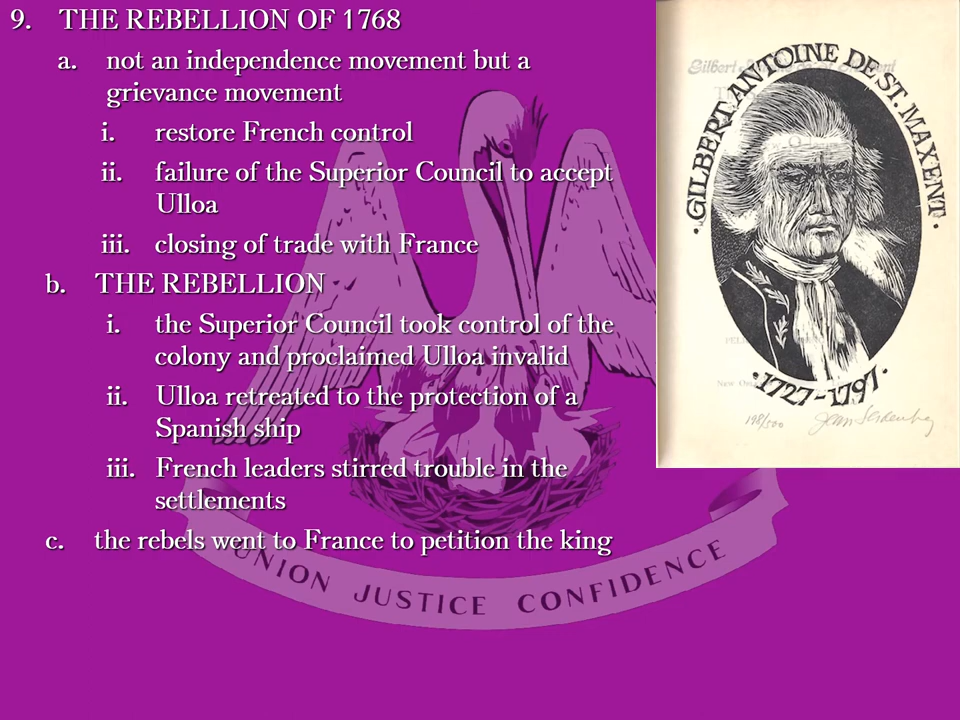 9. THE REBELLION OF 1768
a. not an independence movement but a
grievance movement
i. restore French control
ii. failure of the Superior Council to accept
Ulloa
iii. closing of trade with France
b. THE REBELLION
i. the Superior Council took control of the
colony and proclaimed Ulloa invalid
ii. Ulloa retreated to the protection of a
Spanish ship
iii. French leaders stirred trouble in the
settlements
c. the rebels went to France to petition the king
UNION JUSTICE CONFIDENCE
·GILBERT ANTOINE DE ST. MAXENT·
·1727-1797·
198/500